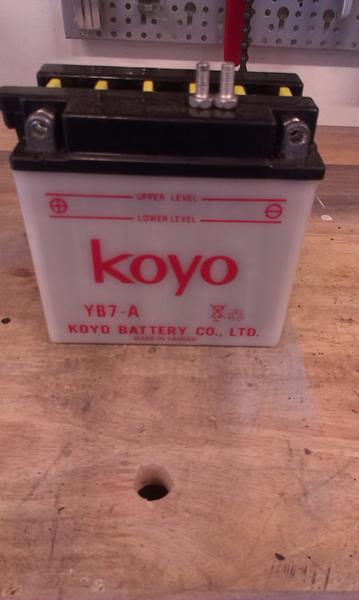 UPPER LEVEL
LOWER LEVEL
koyo
YB7-A
KOYO BATTERY CO., LTD.
MADE IN TAIWAN